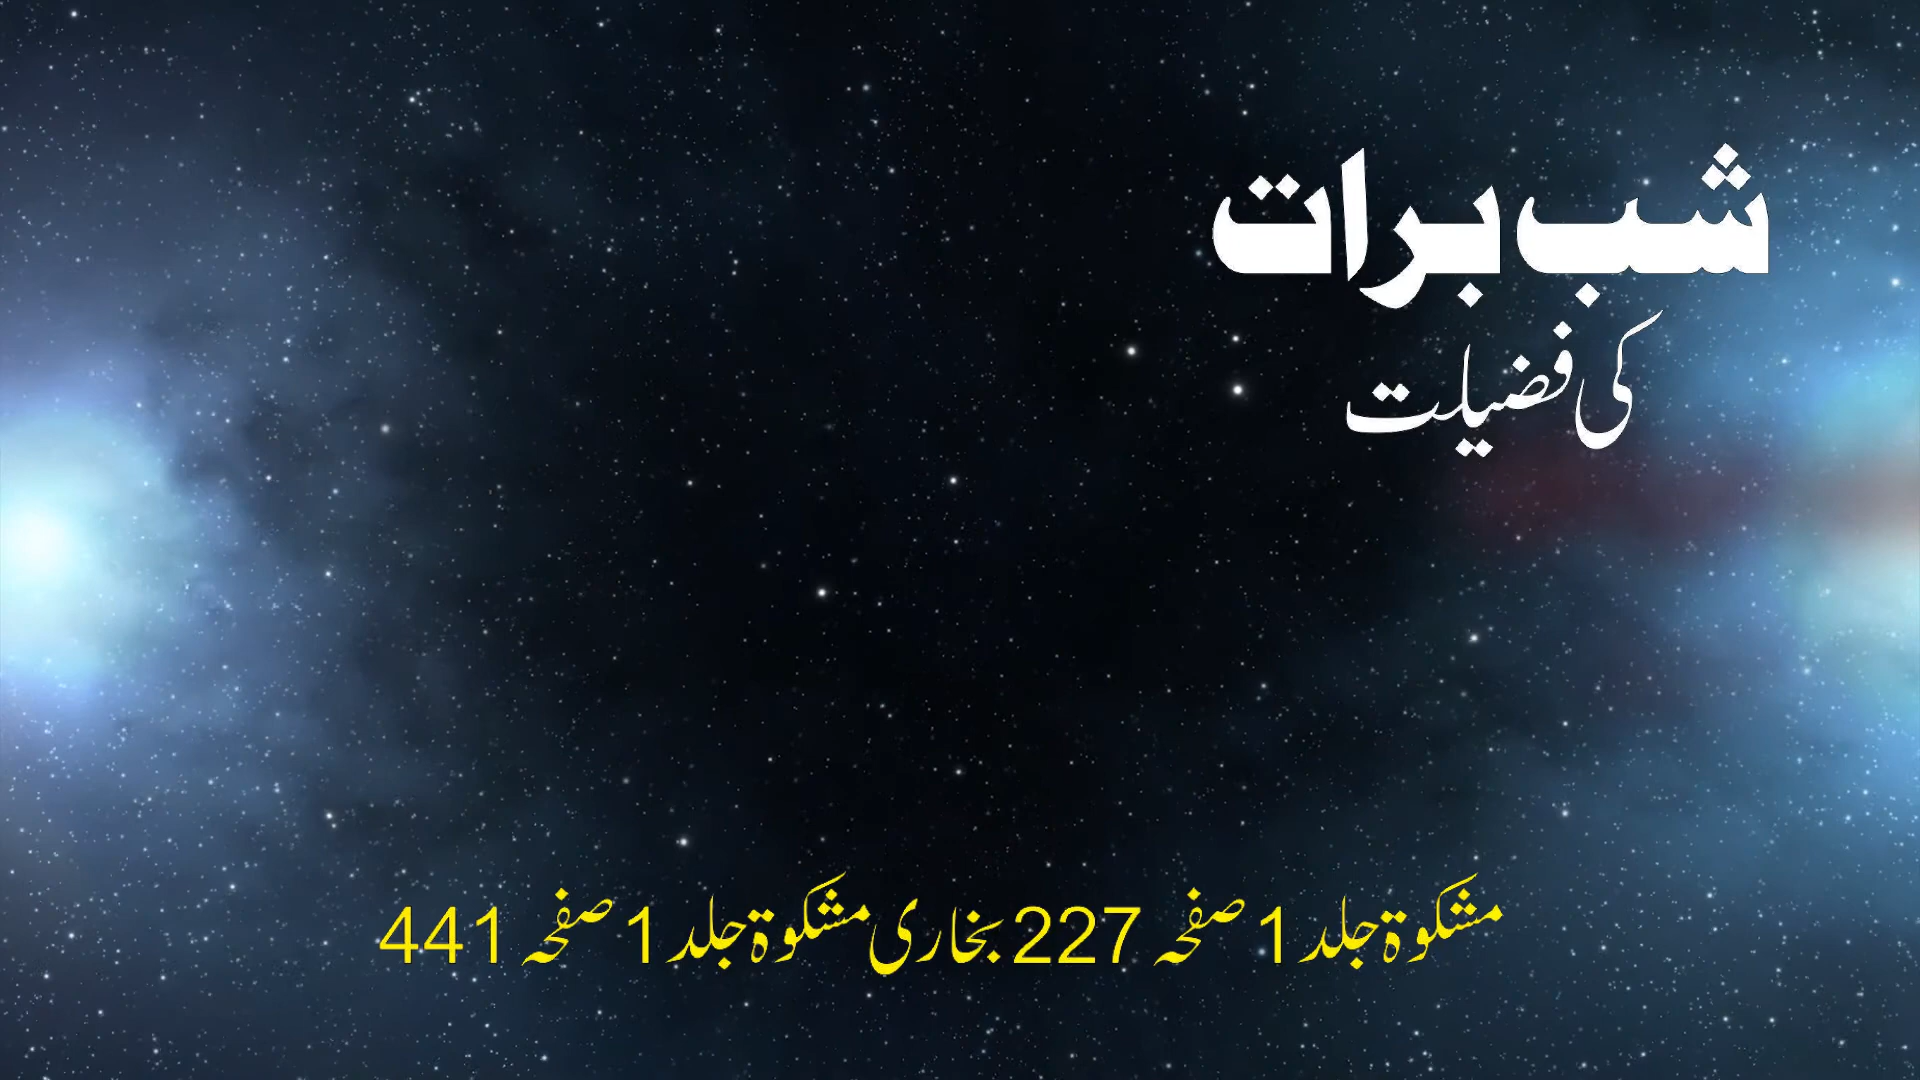 شب برات
کی فضیلت
مشکوۃ جلد 1 صفحہ 227 بخاری مشکوۃ جلد 1 صفحہ 441